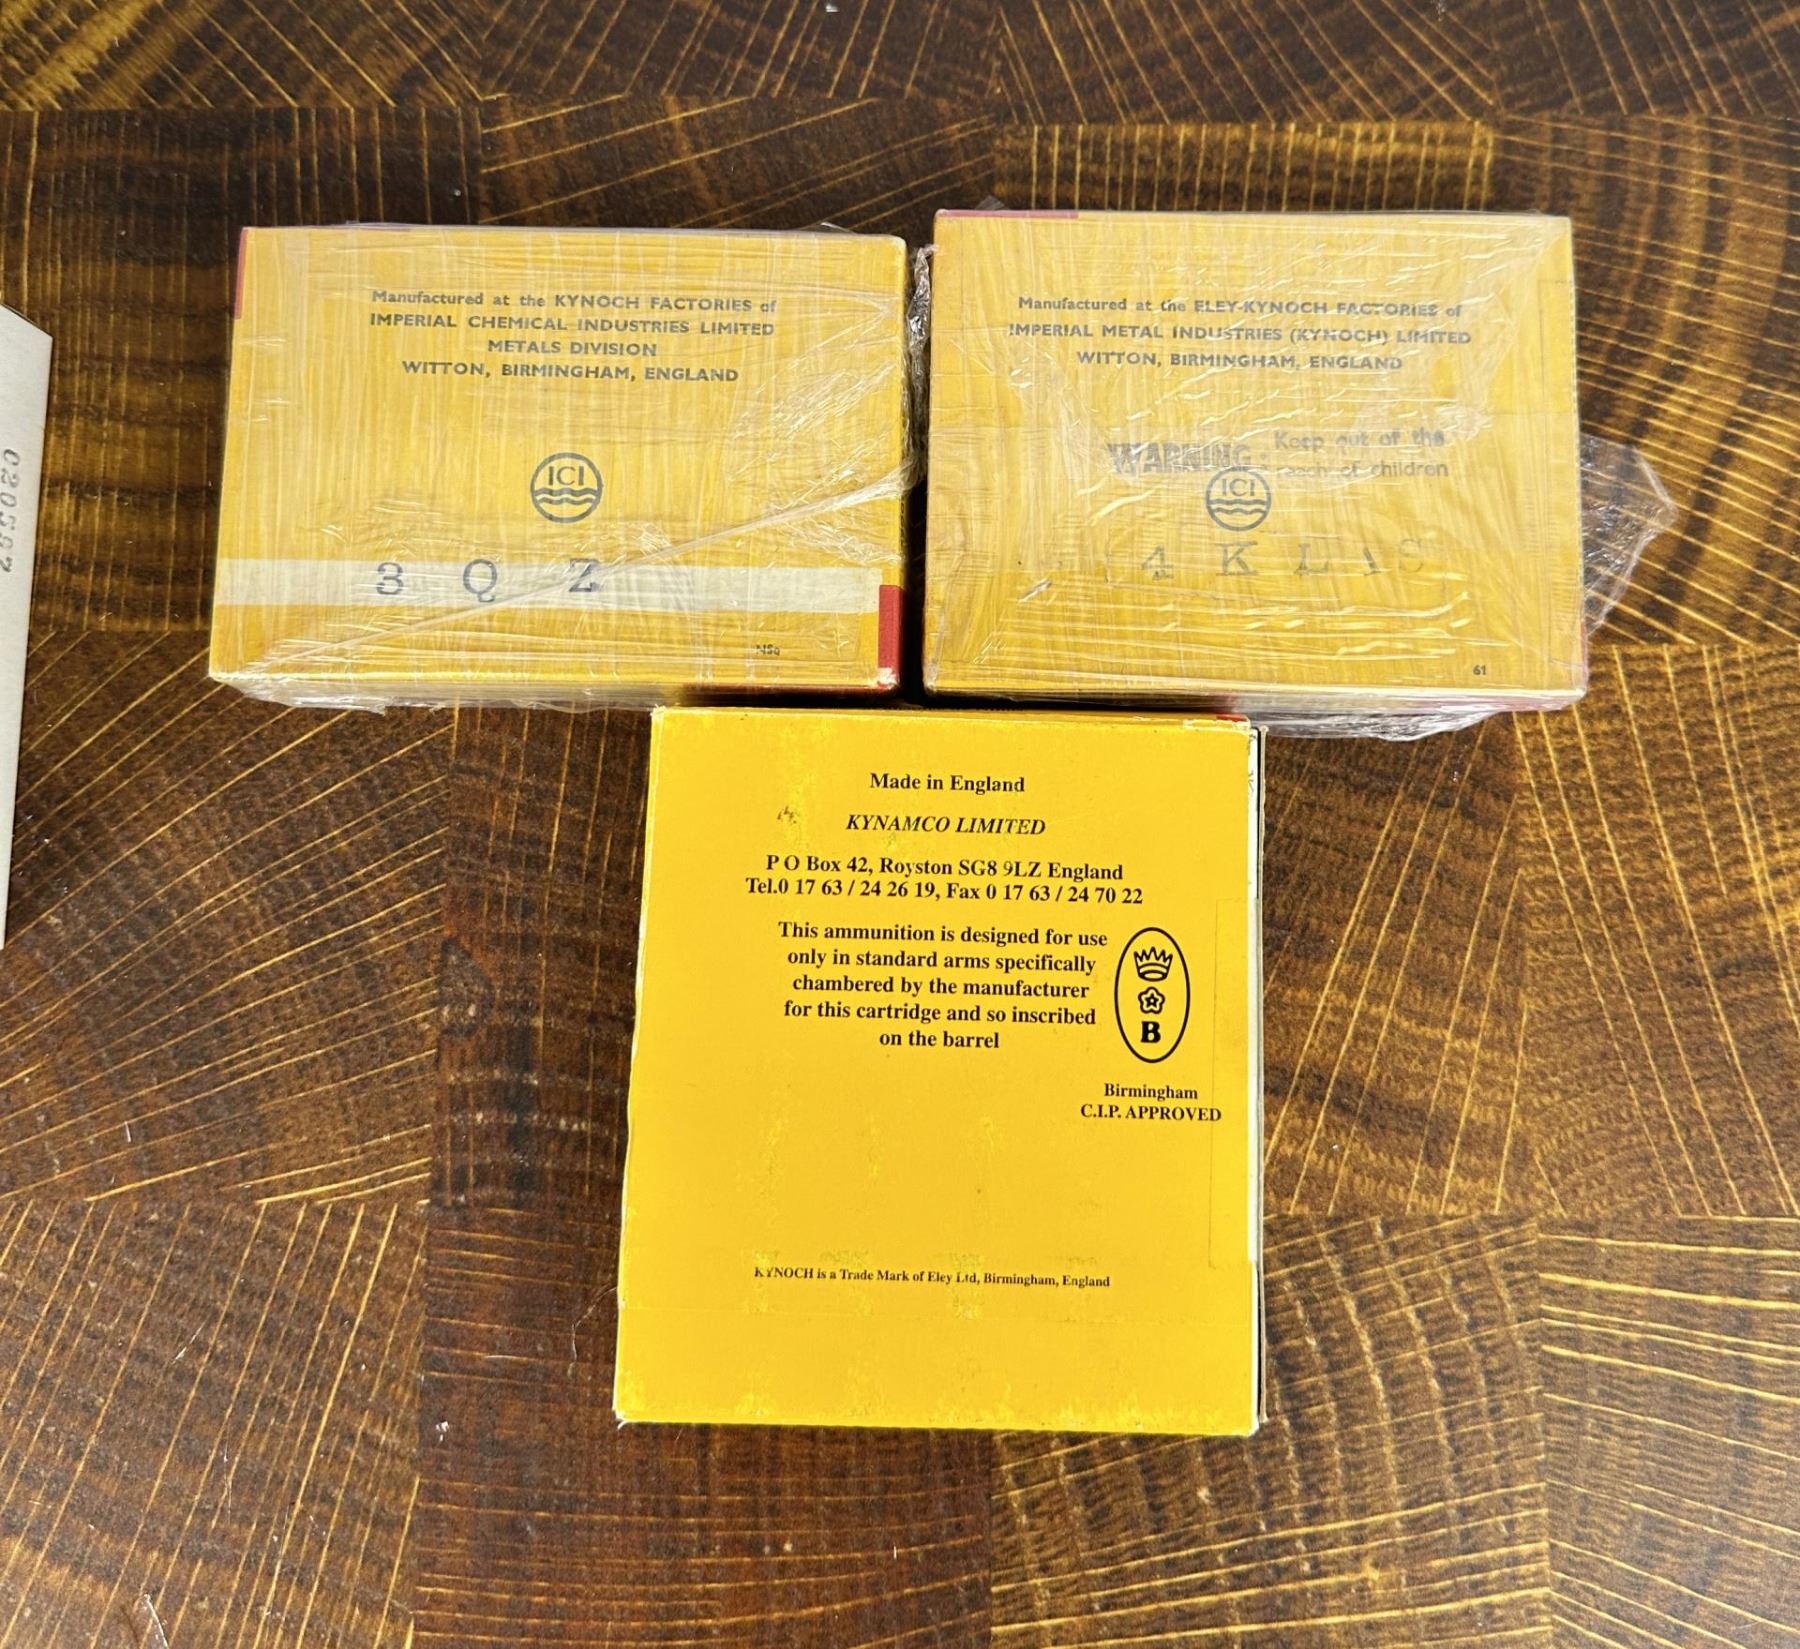 Manufactured at the KYNOCH FACTORIES of
IMPERIAL CHEMICAL INDUSTRIES LIMITED
METALS DIVISION
WITTON, BIRMINGHAM, ENGLAND
ICI
3 Q Z
Manufactured at the ELEY-KYNOCH FACTORIES of
IMPERIAL METAL INDUSTRIES (KYNOCH) LIMITED
WITTON, BIRMINGHAM, ENGLAND
WARNING: Keep out of the
reach of children
ICI
4 K L
61
Made in England
KYNAMCO LIMITED
P O Box 42, Royston SG8 9LZ England
Tel.0 17 63 / 24 26 19, Fax 0 17 63 / 24 70 22
This ammunition is designed for use
only in standard arms specifically
chambered by the manufacturer
for this cartridge and so inscribed
on the barrel
B
Birmingham
C.I.P. APPROVED
KYNOCH is a Trade Mark of Eley Ltd, Birmingham, England